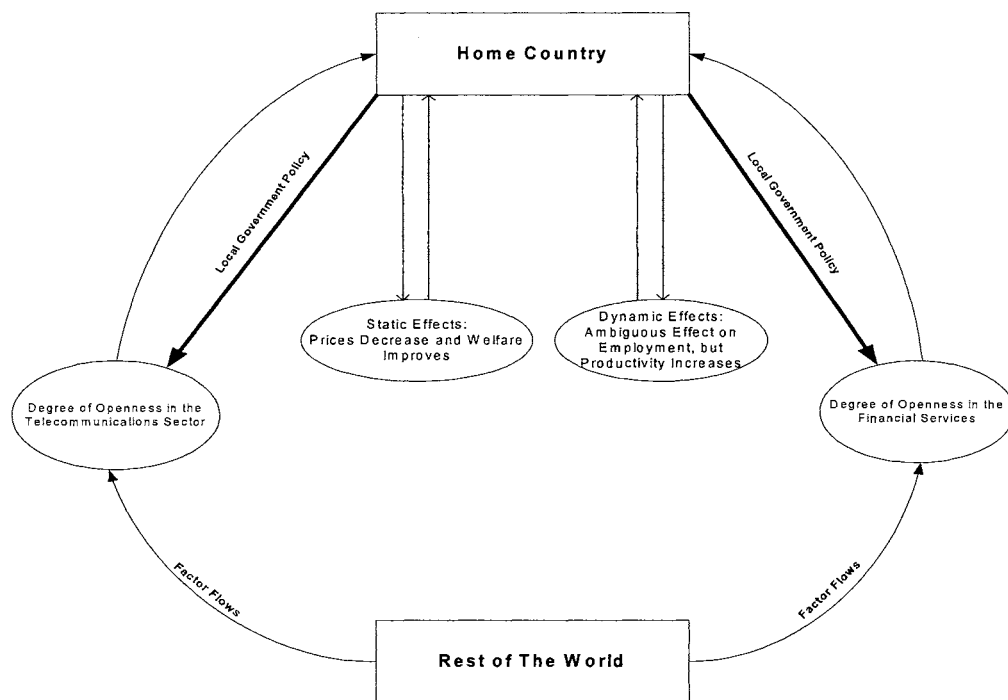 Home Country
Local Government Policy
Local Government Policy
Static Effects:
Prices Decrease and Welfare
Improves
Dynamic Effects:
Ambiguous Effect on
Employment, but
Productivity Increases
Degree of Openness in the
Telecommunications Sector
Degree of Openness in the
Financial Services
Factor Flows
Factor Flows
Rest of The World